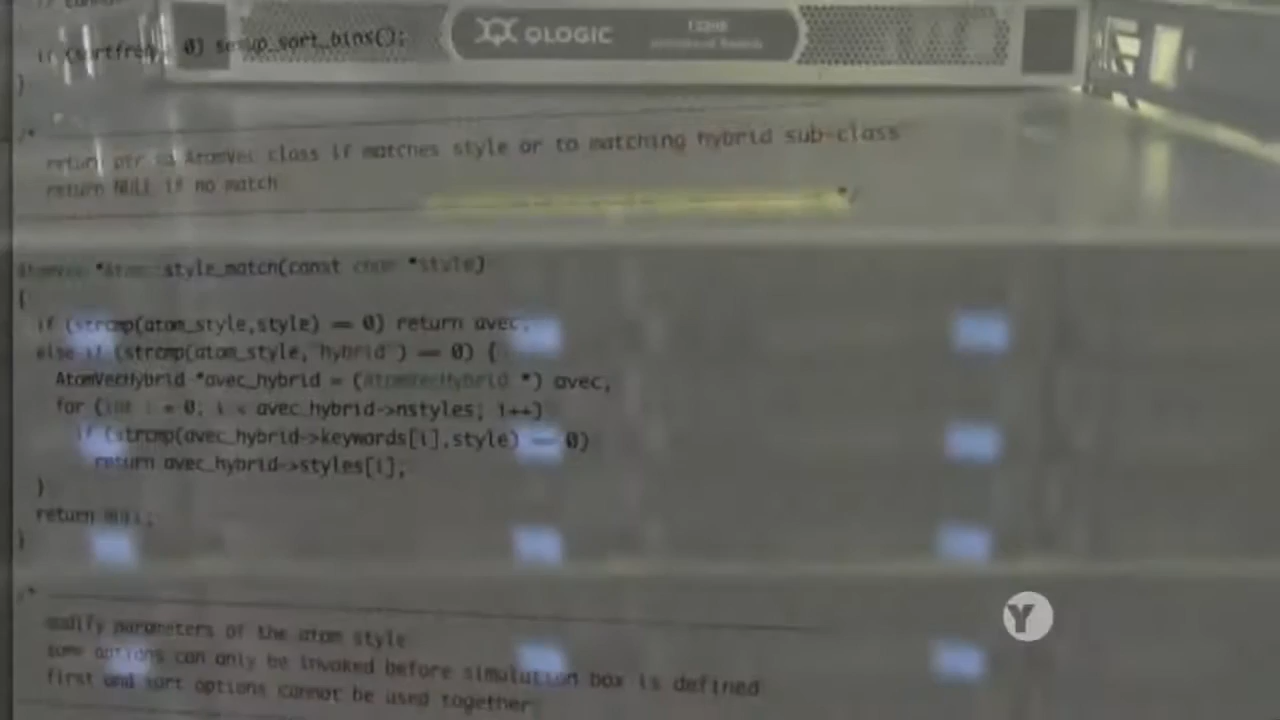 QLOGIC
if (sortfreq 0) setup_sort_bins();
}
/*
return ptr to AtomVec class if matches style or to matching hybrid sub-class
return NULL if no match
*/
*Atom style_match(const char *style)
{
if (strcmp(atom_style,style) == 0) return avec;
else if (strcmp(atom_style, hybrid ) == 0) {
AtomVecHybrid *avec_hybrid = (AtomVecHybrid *) avec;
for (int i = 0; i < avec_hybrid->nstyles; i++)
if (strcmp(avec_hybrid->keywords[i],style) == 0)
return avec_hybrid->styles[i];
}
return NULL;
}
/*
modify parameters of the atom style
some options can only be invoked before simulation box is defined
first and sort options cannot be used together
Y